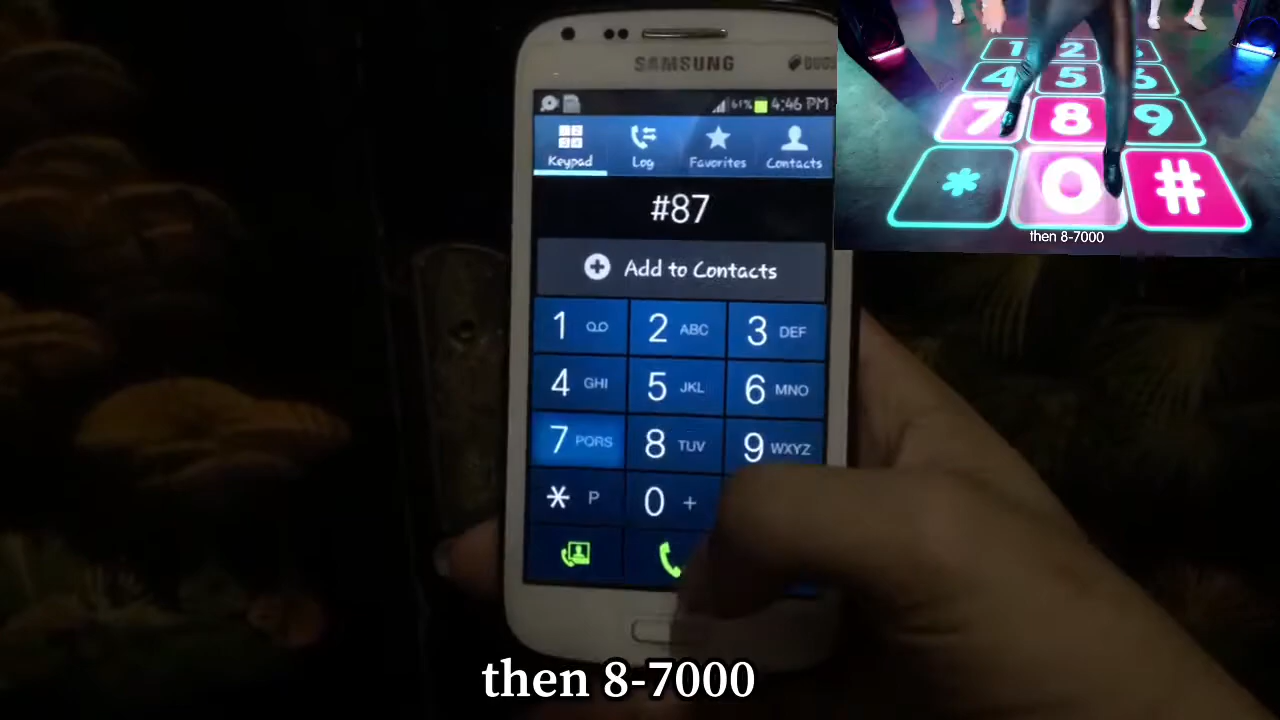 SAMSUNG
DUOS
61% 4:46 PM
Keypad Log Favorites Contacts
#87
Add to Contacts
1
2 ABC
3 DEF
4 GHI
5 JKL
6 MNO
7 PQRS
8 TUV
9 WXYZ
* P
0 +
1 2 3
4 5 6
7 8 9
* 0 #
then 8-7000
then 8-7000